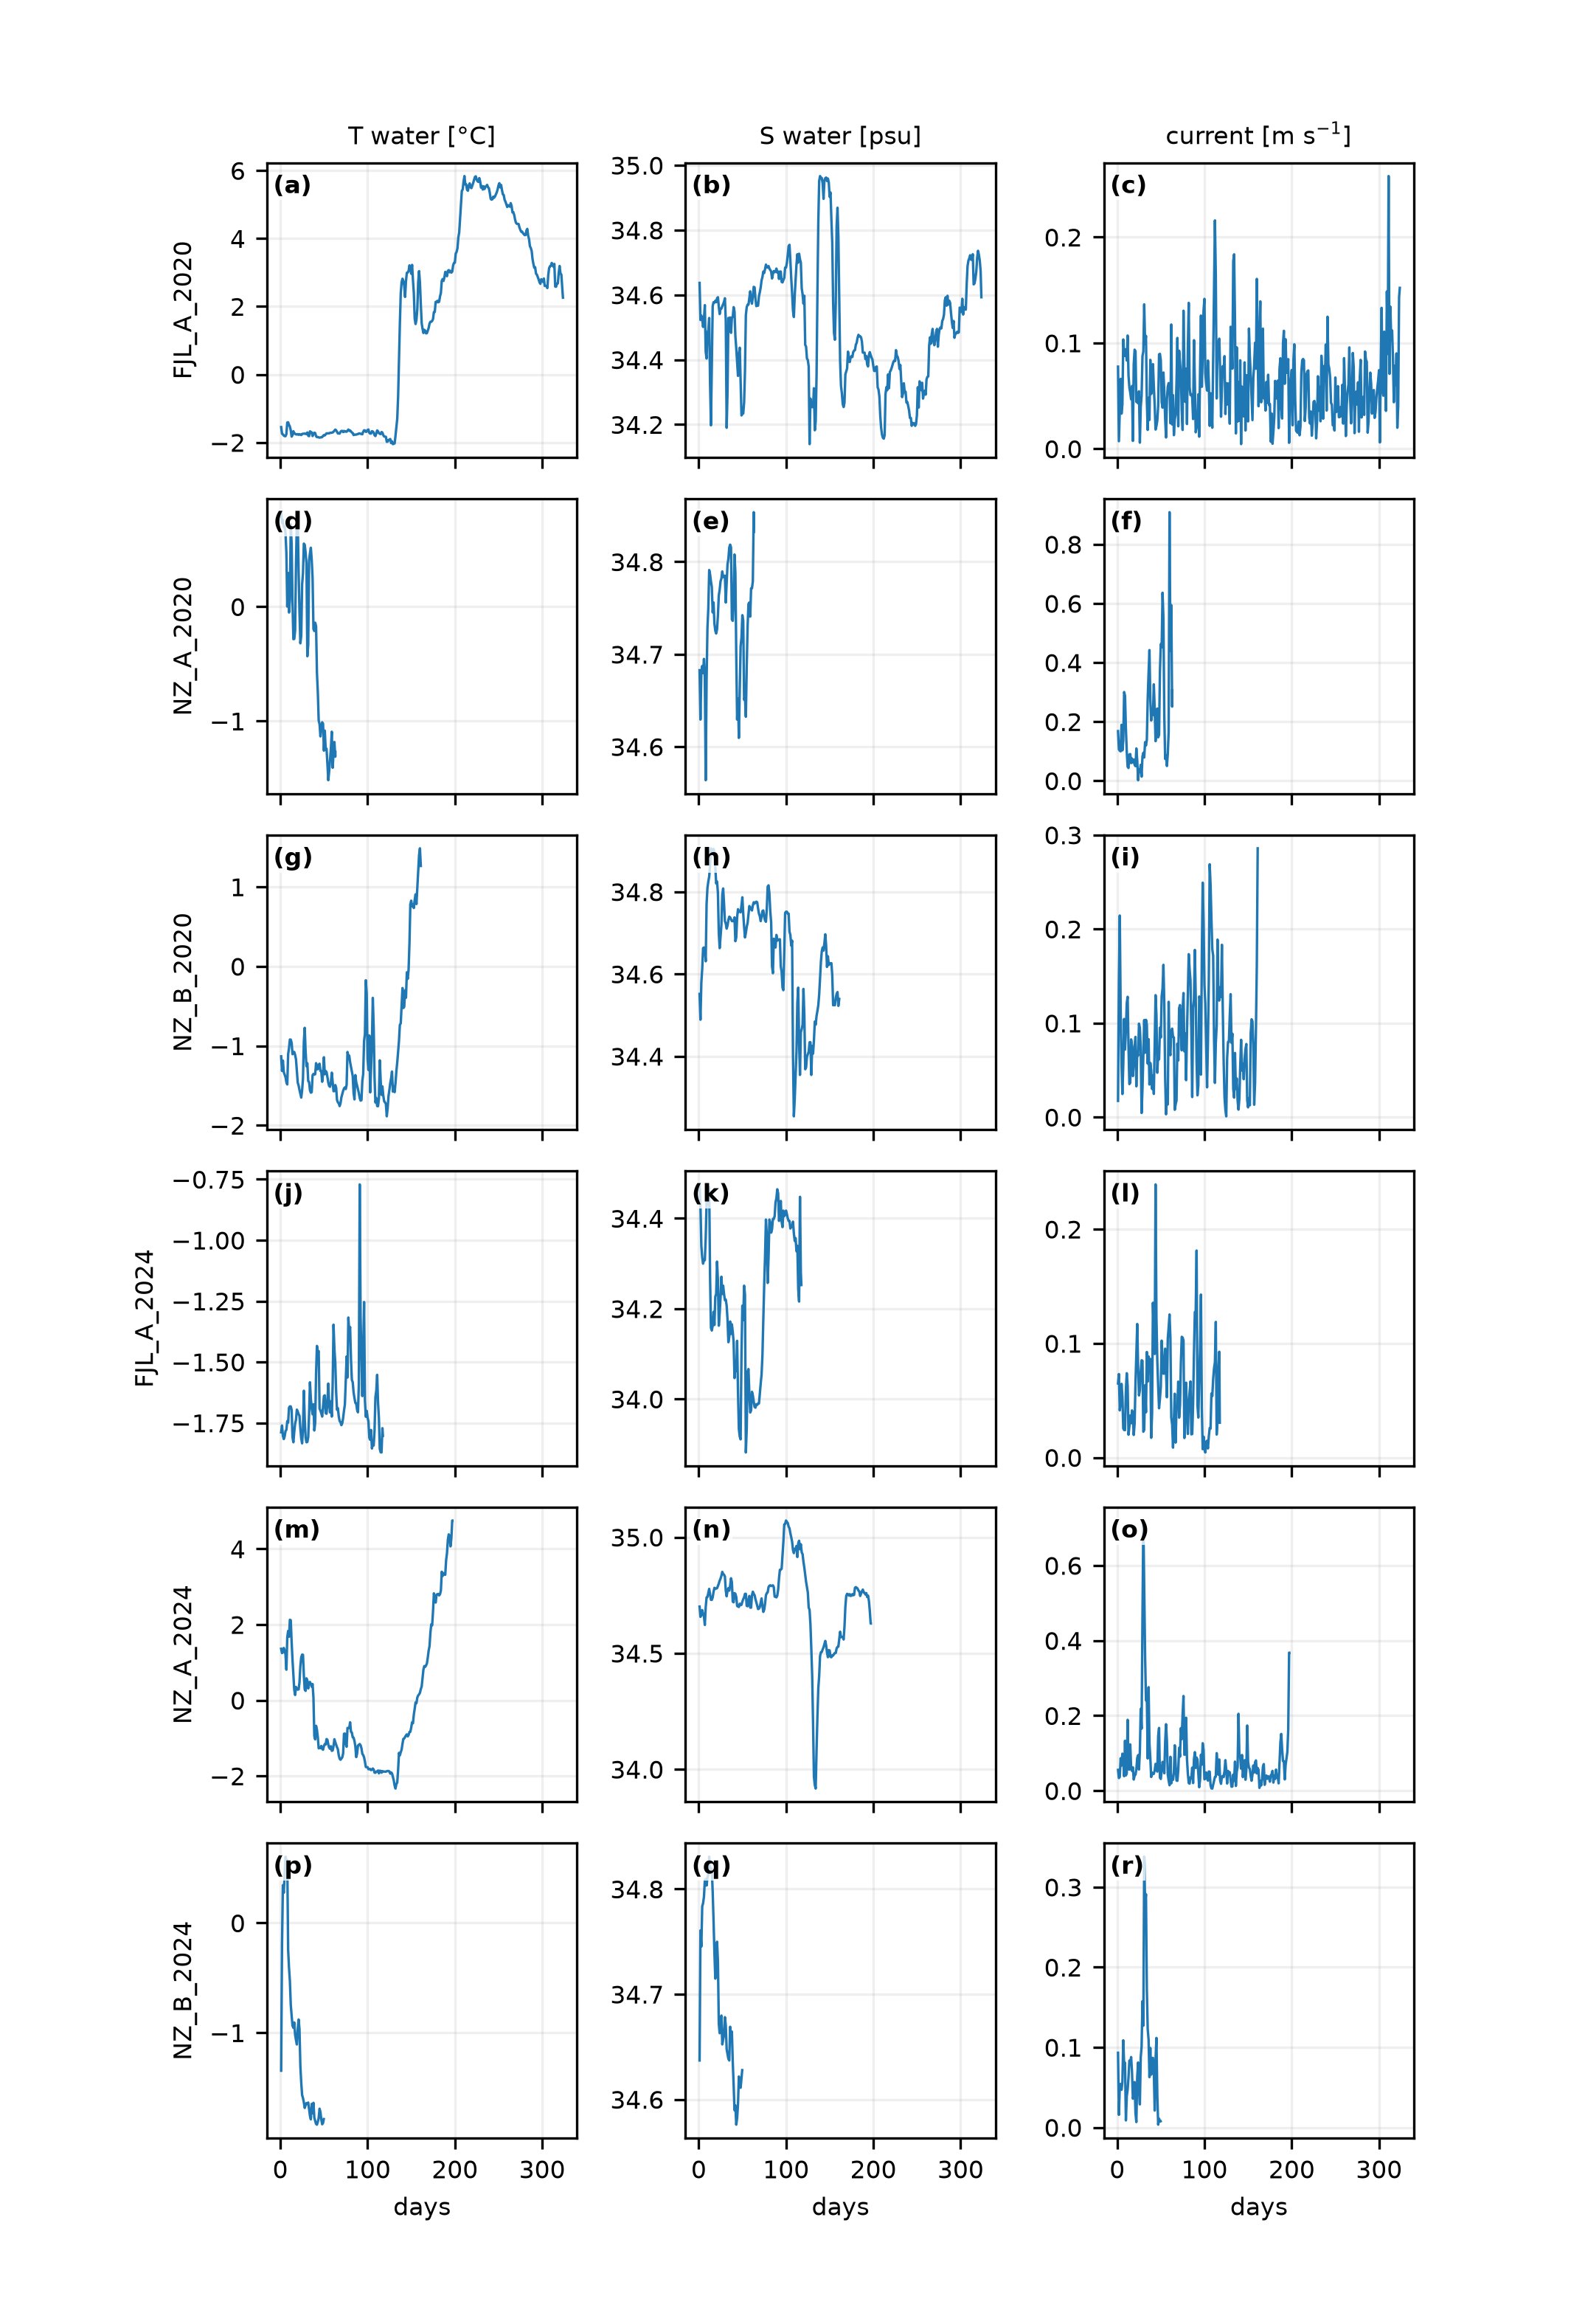 T water [°C] S water [psu] current [m s⁻¹]
FJL_A_2020
6
4
2
0
−2
(a)
35.0
34.8
34.6
34.4
34.2
(b)
0.2
0.1
0.0
(c)
NZ_A_2020
0
−1
(d)
34.8
34.7
34.6
(e)
0.8
0.6
0.4
0.2
0.0
(f)
NZ_B_2020
1
0
−1
−2
(g)
34.8
34.6
34.4
(h)
0.3
0.2
0.1
0.0
(i)
FJL_A_2024
−0.75
−1.00
−1.25
−1.50
−1.75
(j)
34.4
34.2
34.0
(k)
0.2
0.1
0.0
(l)
NZ_A_2024
4
2
0
−2
(m)
35.0
34.5
34.0
(n)
0.6
0.4
0.2
0.0
(o)
NZ_B_2024
0
−1
(p)
34.8
34.7
34.6
(q)
0.3
0.2
0.1
0.0
(r)
0 100 200 300 0 100 200 300 0 100 200 300
days days days